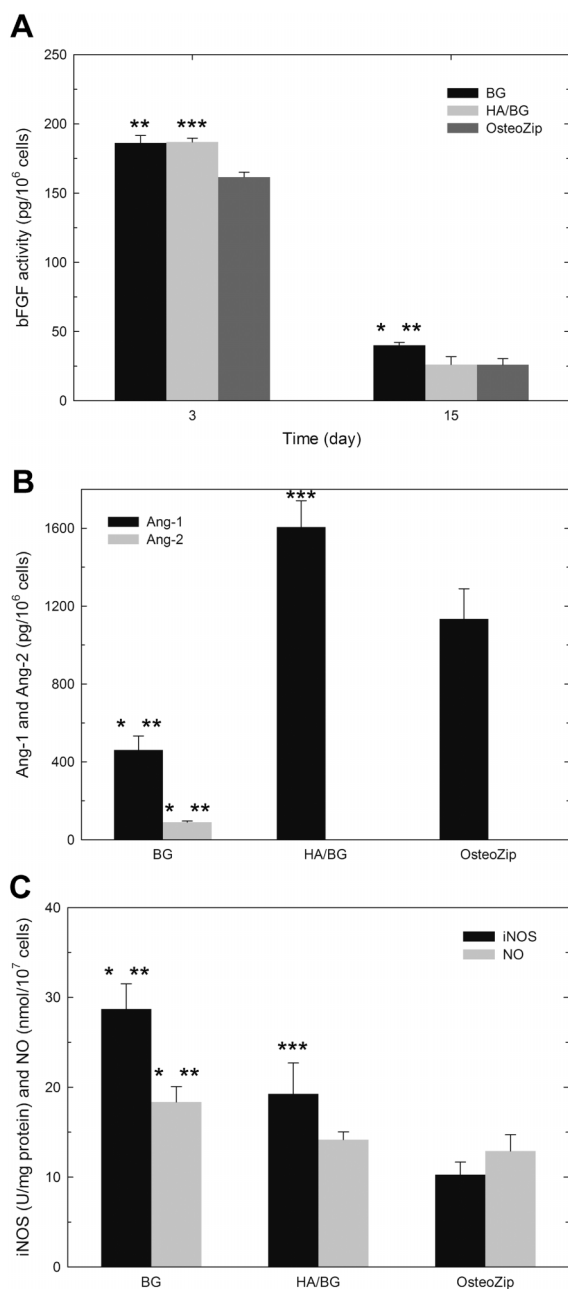 A
250
200
150
100
50
0
bFGF activity (pg/10⁶ cells)
BG
HA/BG
OsteoZip
** ***
* **
3 15
Time (day)
B
1600
1200
800
400
0
Ang-1 and Ang-2 (pg/10⁶ cells)
Ang-1
Ang-2
***
* **
* **
BG HA/BG OsteoZip
C
40
30
20
10
0
iNOS (U/mg protein) and NO (nmol/10⁷ cells)
iNOS
NO
* **
***
* **
BG HA/BG OsteoZip